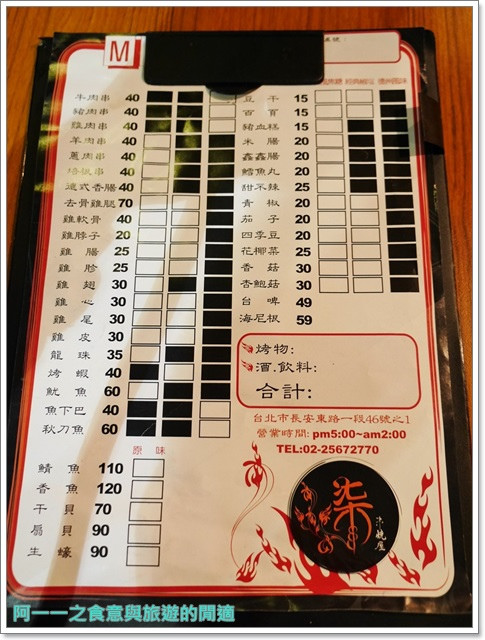 M
桌號：
牛肉串 40
豬肉串 40
雞肉串 40
羊肉串 40
蔥肉串 40
培根串 40
德式香腸 40
去骨雞腿 70
雞軟骨 40
雞脖子 20
雞腸 25
雞胗 25
雞翅 30
雞心 30
雞尾 30
雞皮 30
龍珠 35
烤蝦 40
魷魚 60
魚下巴 40
秋刀魚 60
原味
鯖魚 110
香魚 120
干貝 70
扇貝 90
生蠔 90
豆干 15
百頁 15
豬血糕 15
米腸 20
鑫鑫腸 20
鱈魚丸 20
甜不辣 20
青椒 20
茄子 20
四季豆 20
花椰菜 25
香菇 30
杏鮑菇 30
台啤 49
海尼根 59
烤物:
酒.飲料:
合計:
台北市長安東路一段46號之1
營業時間: pm5:00~am2:00
TEL:02-25672770
柒
柒燒屋
阿一一之食意與旅遊的閒適